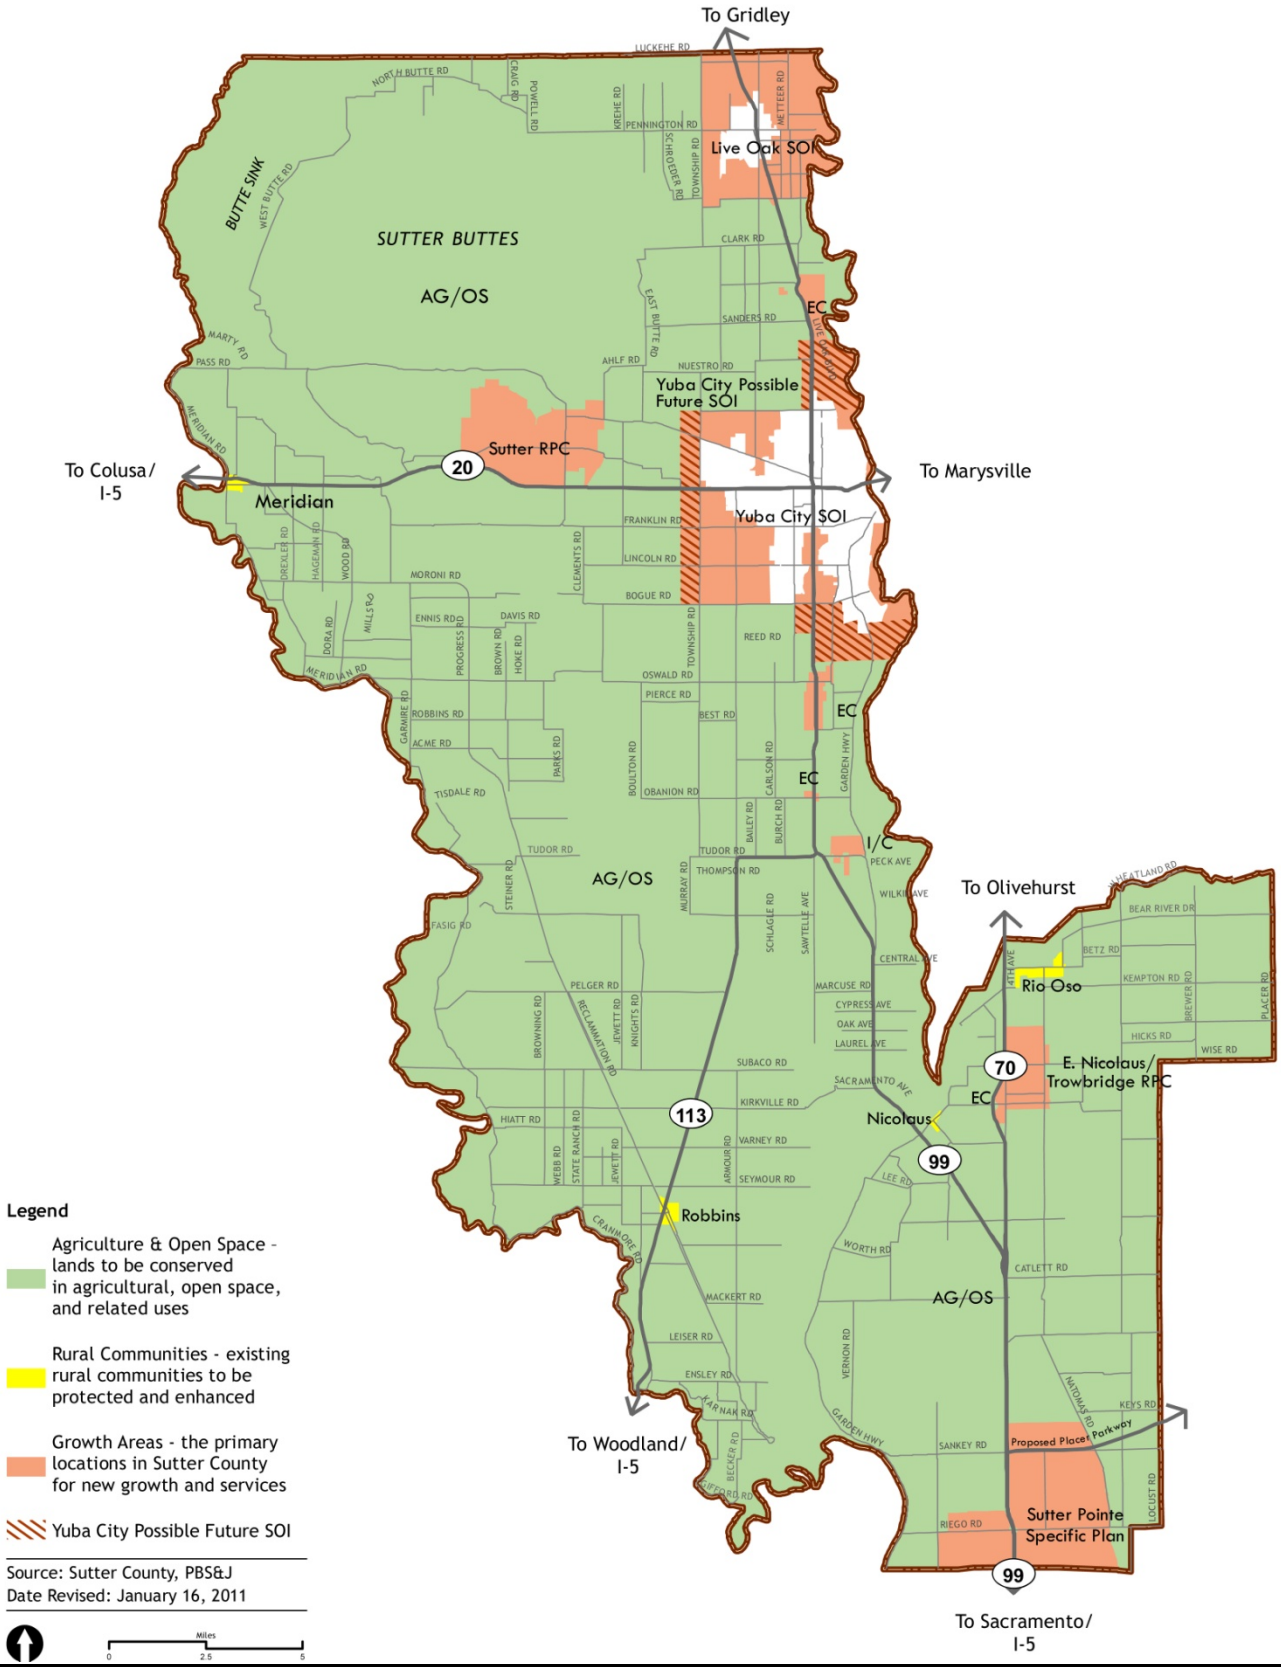 To Gridley
LUCKEHE RD
NORTH BUTTE RD
CRAIG RD
POWELL RD
KREHE RD
METTEER RD
PENNINGTON RD
SCHROEDER RD
TOWNSHIP RD
Live Oak SOI
BUTTE SINK
WEST BUTTE RD
SUTTER BUTTES
CLARK RD
AG/OS
EAST BUTTE RD
EC
SANDERS RD
LIVE OAK BLVD
MARTY RD
PASS RD
AHLF RD
NUESTRO RD
Yuba City Possible
Future SOI
MERIDIAN RD
Sutter RPC
20
To Colusa/
I-5
To Marysville
Meridian
Yuba City SOI
FRANKLIN RD
DREXLER RD
HAGEMAN RD
WOOD RD
CLEMENTS RD
LINCOLN RD
MORONI RD
BOGUE RD
MILLS RD
ENNIS RD
DAVIS RD
DORA RD
PROGRESS RD
BROWN RD
HOKE RD
TOWNSHIP RD
REED RD
MERIDIAN RD
OSWALD RD
PIERCE RD
GARMIRE RD
ROBBINS RD
BEST RD
EC
ACME RD
PARKS RD
BOULTON RD
CARLSON RD
GARDEN HWY
EC
TISDALE RD
OBANION RD
BAILEY RD
BURCH RD
I/C
TUDOR RD
TUDOR RD
PECK AVE
THOMPSON RD
AG/OS
STEINER RD
MURRAY RD
WILKIE AVE
SCHLAGLE RD
SAWTELLE AVE
FASIG RD
To Olivehurst
WHEATLAND RD
BEAR RIVER DR
BETZ RD
4TH AVE
CENTRAL AVE
KEMPTON RD
Rio Oso
BREWER RD
PLACER RD
PELGER RD
MARCUSE RD
BROWNING RD
RECLAMMATION RD
JEWETT RD
KNIGHTS RD
CYPRESS AVE
OAK AVE
LAUREL AVE
HICKS RD
WISE RD
SUBACO RD
70
E. Nicolaus/
Trowbridge RPC
SACRAMENTO AVE
EC
KIRKVILLE RD
113
Nicolaus
HIATT RD
STATE RANCH RD
WEBB RD
JEWETT RD
ARMOUR RD
VARNEY RD
99
SEYMOUR RD
LEE RD
Robbins
CRANMORE RD
WORTH RD
CATLETT RD
MACKERT RD
AG/OS
LEISER RD
VERNON RD
ENSLEY RD
NATOMAS RD
KARNAK RD
KEYS RD
GARDEN HWY
Proposed Placer Parkway
To Woodland/
I-5
BECKER RD
SANKEY RD
GIFFORD RD
LOCUST RD
RIEGO RD
Sutter Pointe
Specific Plan
99
To Sacramento/
I-5
Legend
Agriculture & Open Space -
lands to be conserved
in agricultural, open space,
and related uses
Rural Communities - existing
rural communities to be
protected and enhanced
Growth Areas - the primary
locations in Sutter County
for new growth and services
Yuba City Possible Future SOI
Source: Sutter County, PBS&J
Date Revised: January 16, 2011
Miles
0 2.5 5